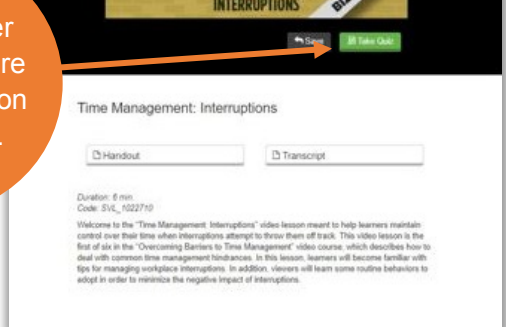 INTERRUPTIONS
BIZ
er
re
on
.
Save
Take Quiz
Time Management: Interruptions
Handout
Transcript
Duration: 6 min.
Code: SVL_1022710
Welcome to the "Time Management: Interruptions" video lesson meant to help learners maintain
control over their time when interruptions attempt to throw them off track. This video lesson is the
first of six in the "Overcoming Barriers to Time Management" video course, which describes how to
deal with common time management hindrances. In this lesson, learners will become familiar with
tips for managing workplace interruptions. In addition, viewers will learn some routine behaviors to
adopt in order to minimize the negative impact of interruptions.